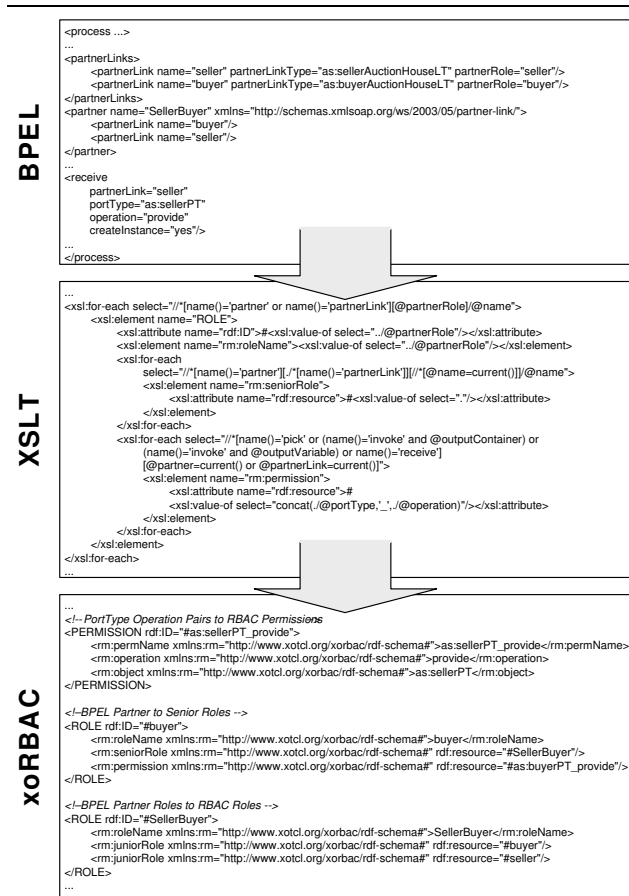 BPEL
<process ...>
...
<partnerLinks>
<partnerLink name="seller" partnerLinkType="as:sellerAuctionHouseLT" partnerRole="seller"/>
<partnerLink name="buyer" partnerLinkType="as:buyerAuctionHouseLT" partnerRole="buyer"/>
</partnerLinks>
<partner name="SellerBuyer" xmlns="http://schemas.xmlsoap.org/ws/2003/05/partner-link/">
<partnerLink name="buyer"/>
<partnerLink name="seller"/>
</partner>
...
<receive
partnerLink="seller"
portType="as:sellerPT"
operation="provide"
createInstance="yes"/>
...
</process>
XSLT
...
<xsl:for-each select="//*[name()='partner' or name()='partnerLink'][@partnerRole]/@name">
<xsl:element name="ROLE">
<xsl:attribute name="rdf:ID">#<xsl:value-of select="../@partnerRole"/></xsl:attribute>
<xsl:element name="rm:roleName"><xsl:value-of select="../@partnerRole"/></xsl:element>
<xsl:for-each
select="//*[name()='partner'][./*[name()='partnerLink']][//*[@name=current()]]/@name">
<xsl:element name="rm:seniorRole">
<xsl:attribute name="rdf:resource">#<xsl:value-of select="."/></xsl:attribute>
</xsl:element>
</xsl:for-each>
<xsl:for-each select="//*[name()='pick' or (name()='invoke' and @outputContainer) or
(name()='invoke' and @outputVariable) or name()='receive']
[@partner=current() or @partnerLink=current()]">
<xsl:element name="rm:permission">
<xsl:attribute name="rdf:resource">#
<xsl:value-of select="concat(./@portType,'_',./@operation)"/></xsl:attribute>
</xsl:element>
</xsl:for-each>
</xsl:element>
</xsl:for-each>
...
xoRBAC
...
<!-- PortType Operation Pairs to RBAC Permissions -->
<PERMISSION rdf:ID="#as:sellerPT_provide">
<rm:permName xmlns:rm="http://www.xotcl.org/xorbac/rdf-schema#">as:sellerPT_provide</rm:permName>
<rm:operation xmlns:rm="http://www.xotcl.org/xorbac/rdf-schema#">provide</rm:operation>
<rm:object xmlns:rm="http://www.xotcl.org/xorbac/rdf-schema#">as:sellerPT</rm:object>
</PERMISSION>
<!–BPEL Partner to Senior Roles -->
<ROLE rdf:ID="#buyer">
<rm:roleName xmlns:rm="http://www.xotcl.org/xorbac/rdf-schema#">buyer</rm:roleName>
<rm:seniorRole xmlns:rm="http://www.xotcl.org/xorbac/rdf-schema#" rdf:resource="#SellerBuyer"/>
<rm:permission xmlns:rm="http://www.xotcl.org/xorbac/rdf-schema#" rdf:resource="#as:buyerPT_provide"/>
</ROLE>
<!–BPEL Partner Roles to RBAC Roles -->
<ROLE rdf:ID="#SellerBuyer">
<rm:roleName xmlns:rm="http://www.xotcl.org/xorbac/rdf-schema#">SellerBuyer</rm:roleName>
<rm:juniorRole xmlns:rm="http://www.xotcl.org/xorbac/rdf-schema#" rdf:resource="#buyer"/>
<rm:juniorRole xmlns:rm="http://www.xotcl.org/xorbac/rdf-schema#" rdf:resource="#seller"/>
</ROLE>
...